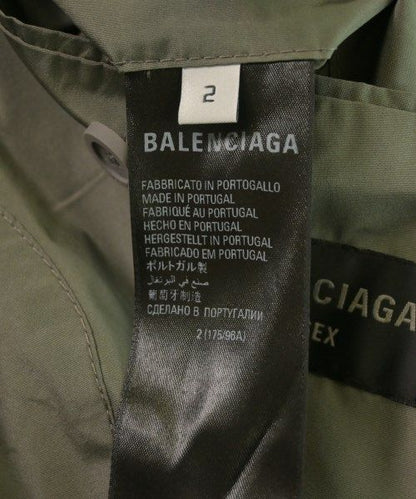 2
BALENCIAGA
FABBRICATO IN PORTOGALLO
MADE IN PORTUGAL
FABRIQUÉ AU PORTUGAL
HECHO EN PORTUGAL
HERGESTELLT IN PORTUGAL
FABRICADO EM PORTUGAL
ポルトガル製
صنع في البرتغال
葡萄牙制造
СДЕЛАНО В ПОРТУГАЛИИ
2 (175/96A)
CIAGA
EX